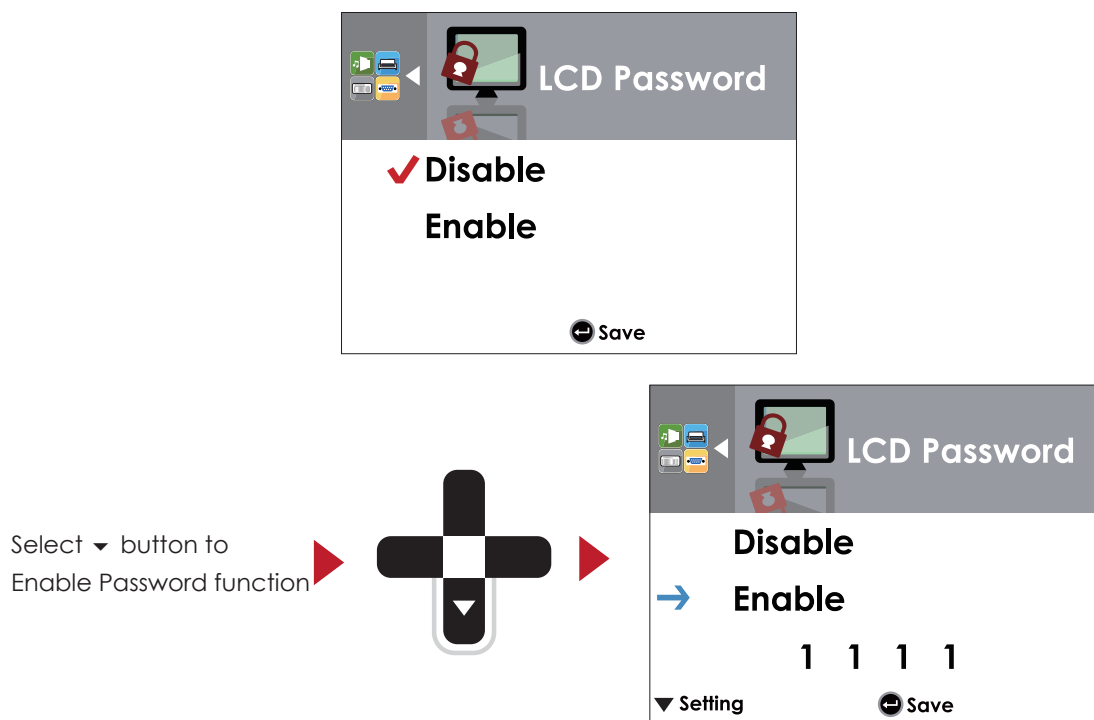 LCD Password
Disable
Enable
Save
Select ▼ button to
Enable Password function
LCD Password
Disable
Enable
1 1 1 1
▼ Setting
Save